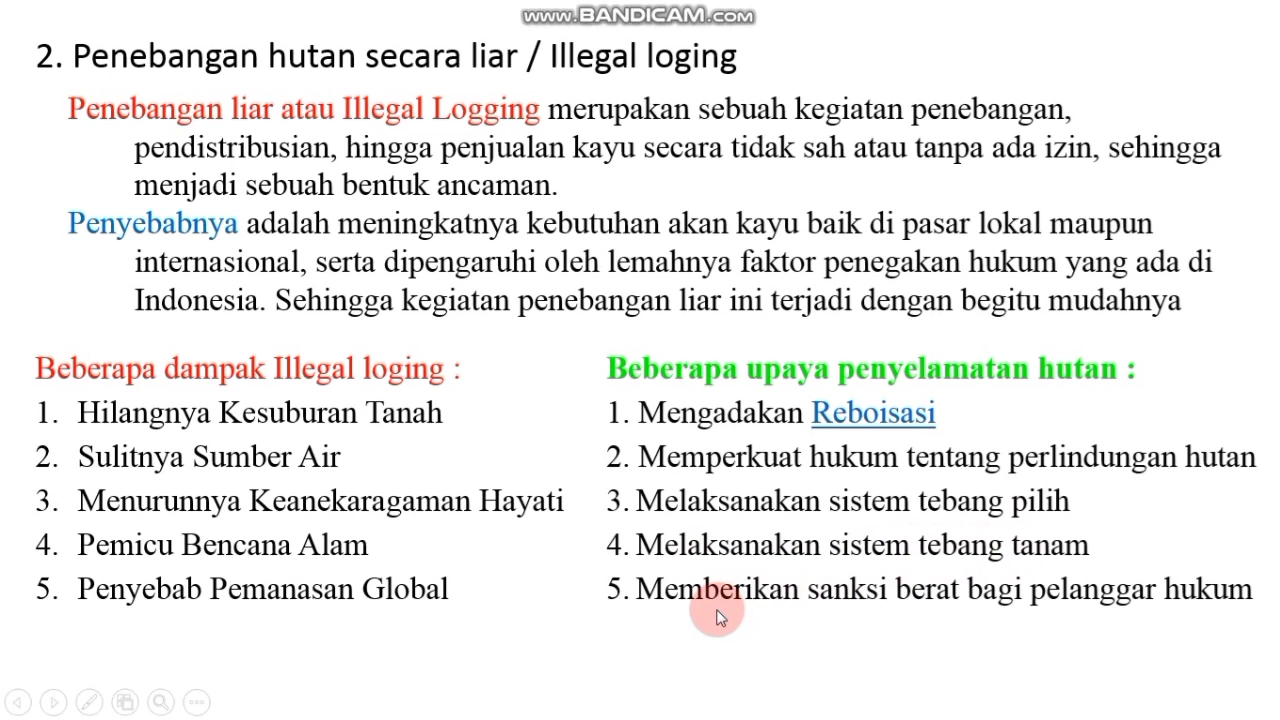 www.BANDICAM.com
2. Penebangan hutan secara liar / Illegal loging
Penebangan liar atau Illegal Logging merupakan sebuah kegiatan penebangan,
pendistribusian, hingga penjualan kayu secara tidak sah atau tanpa ada izin, sehingga
menjadi sebuah bentuk ancaman.
Penyebabnya adalah meningkatnya kebutuhan akan kayu baik di pasar lokal maupun
internasional, serta dipengaruhi oleh lemahnya faktor penegakan hukum yang ada di
Indonesia. Sehingga kegiatan penebangan liar ini terjadi dengan begitu mudahnya
Beberapa dampak Illegal loging :
1. Hilangnya Kesuburan Tanah
2. Sulitnya Sumber Air
3. Menurunnya Keanekaragaman Hayati
4. Pemicu Bencana Alam
5. Penyebab Pemanasan Global
Beberapa upaya penyelamatan hutan :
1. Mengadakan Reboisasi
2. Memperkuat hukum tentang perlindungan hutan
3. Melaksanakan sistem tebang pilih
4. Melaksanakan sistem tebang tanam
5. Memberikan sanksi berat bagi pelanggar hukum